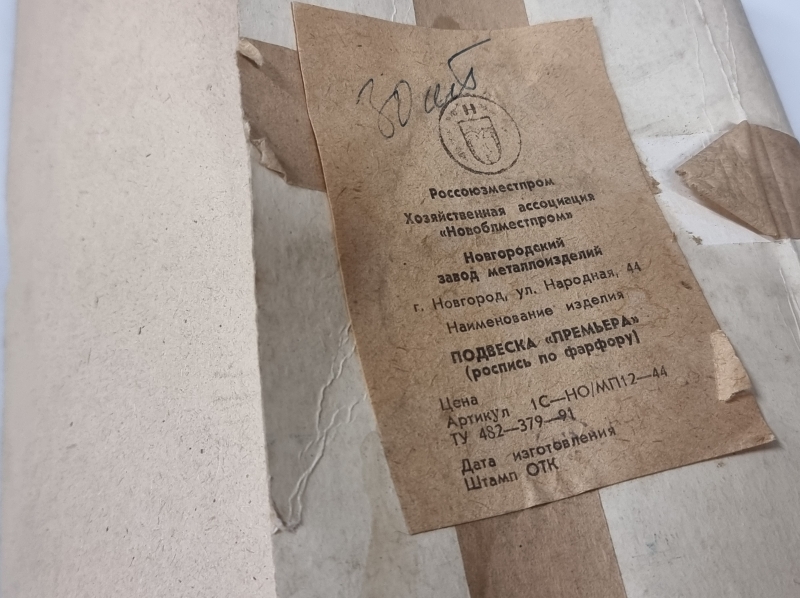 30 шт
Н
Россоюзместпром
Хозяйственная ассоциация
«Новоблместпром»
Новгородский
завод металлоизделий
г. Новгород, ул. Народная, 44
Наименование изделия
ПОДВЕСКА «ПРЕМЬЕРА»
(роспись по фарфору)
Цена
Артикул 1С—НО/МП12—44
ТУ 482—379—91
Дата изготовления
Штамп ОТК